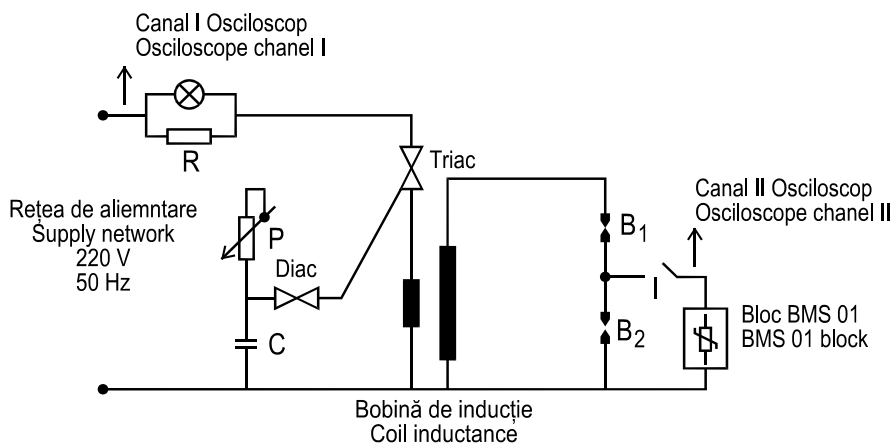 Canal I Osciloscop
Osciloscope chanel I
R
Triac
Rețea de aliemntare
Supply network
220 V
50 Hz
P
Diac
C
B1
B2
I
Canal II Osciloscop
Osciloscope chanel II
Bloc BMS 01
BMS 01 block
Bobină de inducție
Coil inductance